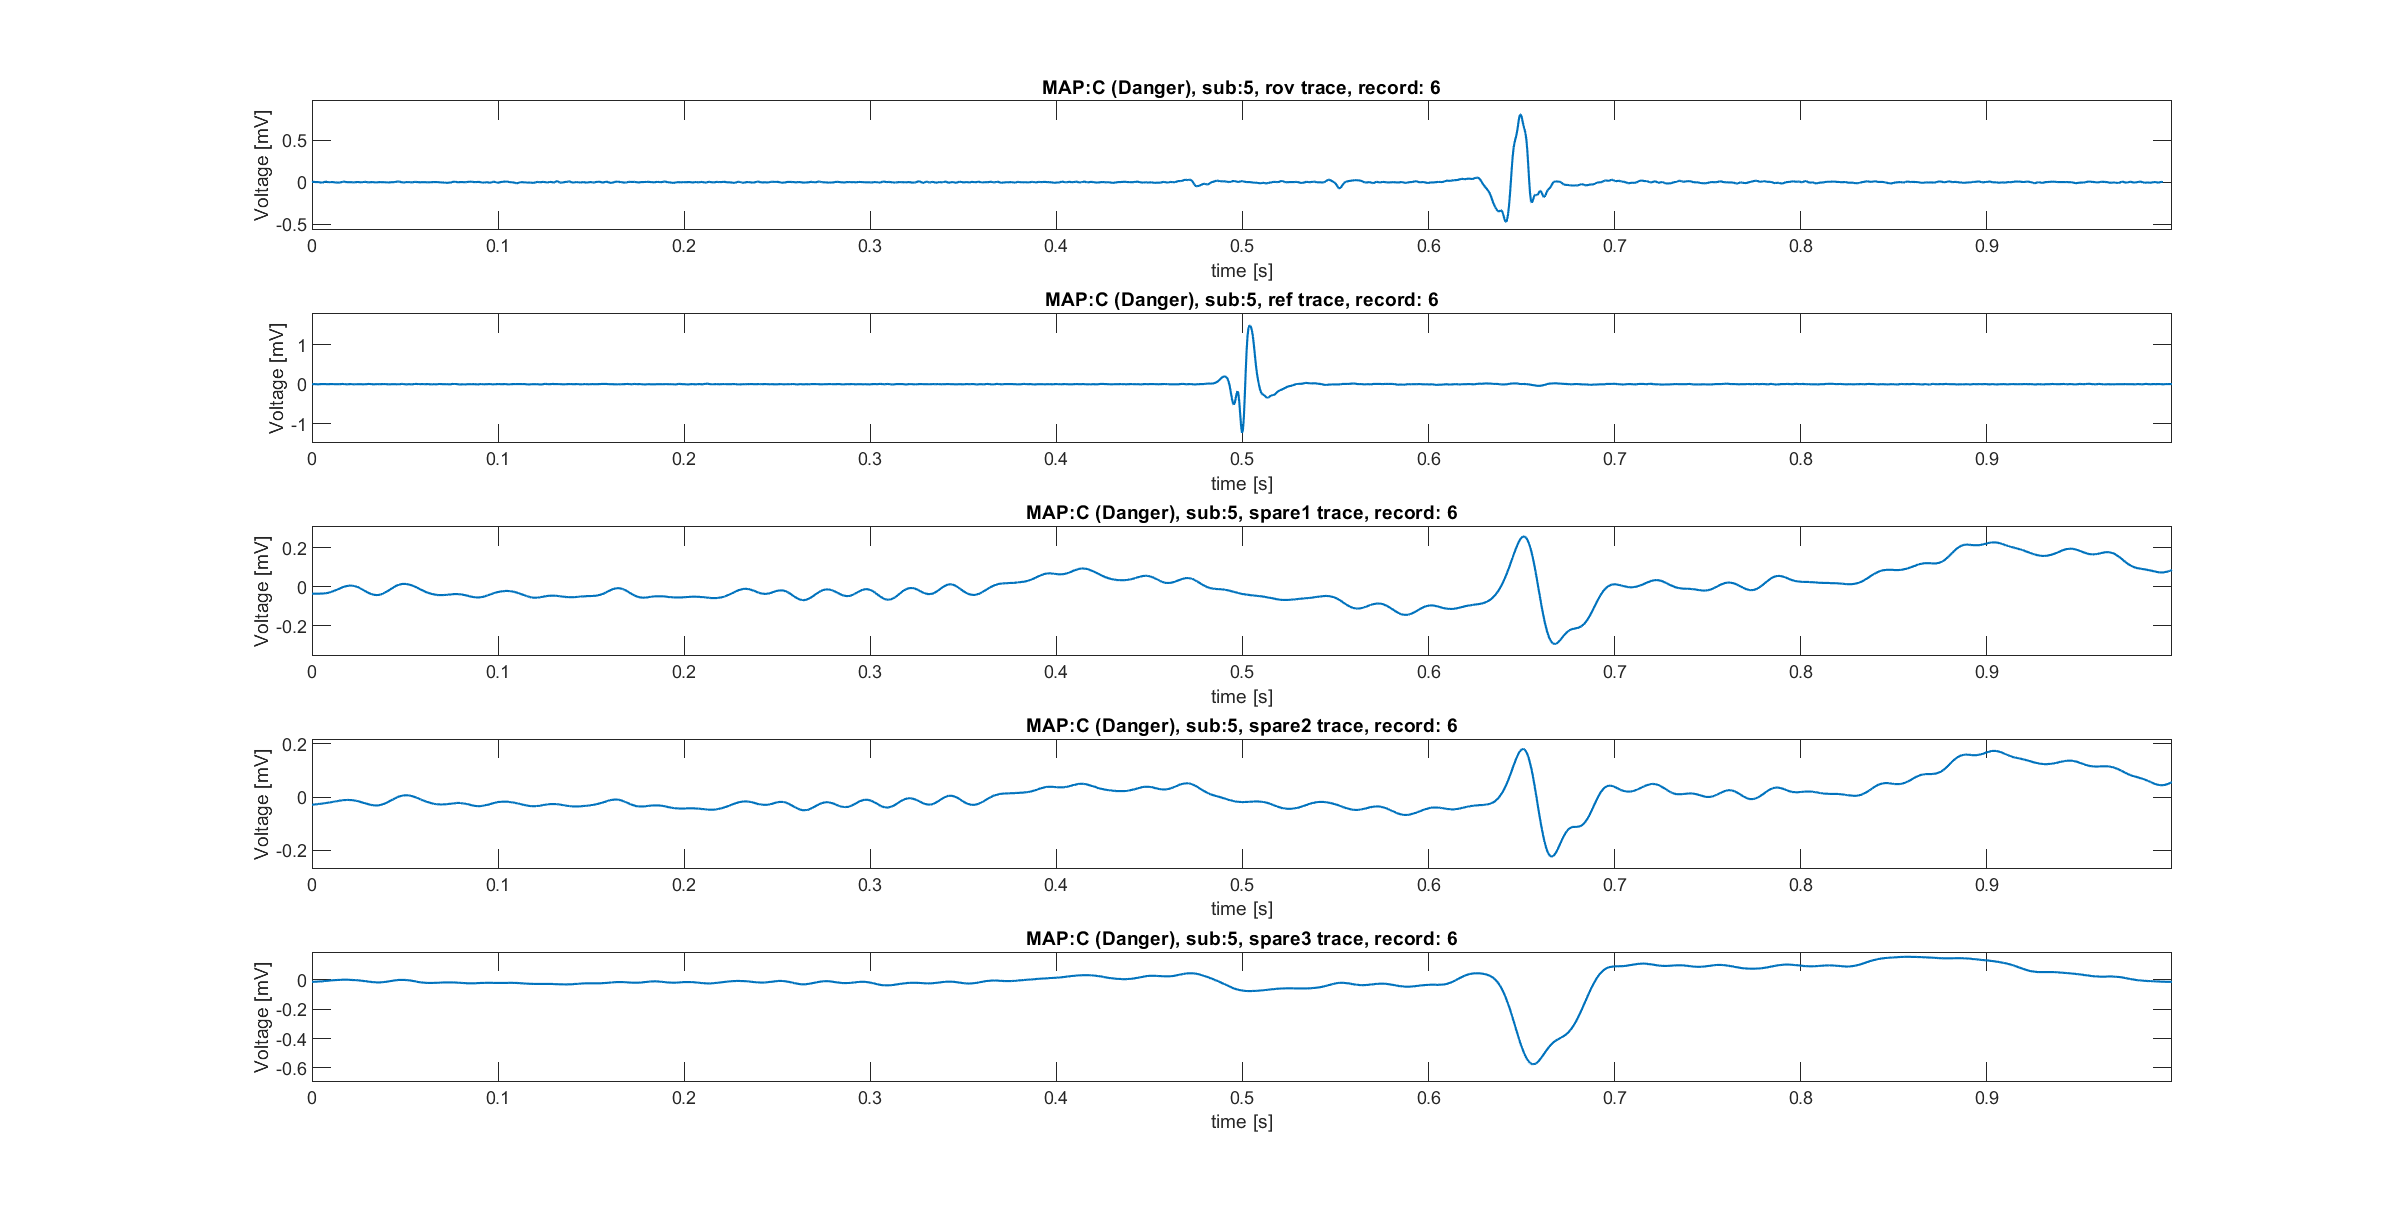 MAP:C (Danger), sub:5, rov trace, record: 6
Voltage [mV]
0.5
0
-0.5
0 0.1 0.2 0.3 0.4 0.5 0.6 0.7 0.8 0.9
time [s]
MAP:C (Danger), sub:5, ref trace, record: 6
Voltage [mV]
1
0
-1
0 0.1 0.2 0.3 0.4 0.5 0.6 0.7 0.8 0.9
time [s]
MAP:C (Danger), sub:5, spare1 trace, record: 6
Voltage [mV]
0.2
0
-0.2
0 0.1 0.2 0.3 0.4 0.5 0.6 0.7 0.8 0.9
time [s]
MAP:C (Danger), sub:5, spare2 trace, record: 6
Voltage [mV]
0.2
0
-0.2
0 0.1 0.2 0.3 0.4 0.5 0.6 0.7 0.8 0.9
time [s]
MAP:C (Danger), sub:5, spare3 trace, record: 6
Voltage [mV]
0
-0.2
-0.4
-0.6
0 0.1 0.2 0.3 0.4 0.5 0.6 0.7 0.8 0.9
time [s]